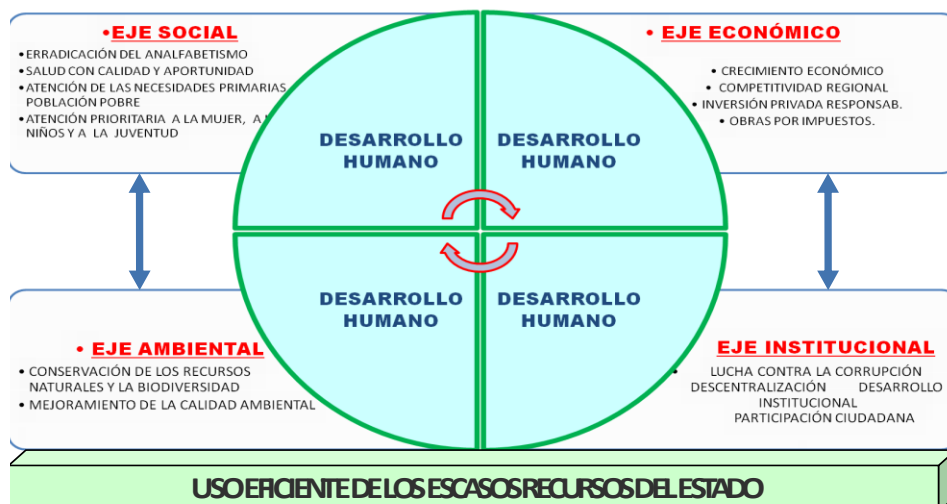 •EJE SOCIAL
•ERRADICACIÓN DEL ANALFABETISMO
•SALUD CON CALIDAD Y APORTUNIDAD
•ATENCIÓN DE LAS NECESIDADES PRIMARIAS
POBLACIÓN POBRE
•ATENCIÓN PRIORITARIA A LA MUJER, A
NIÑOS Y A LA JUVENTUD
• EJE ECONÓMICO
• CRECIMIENTO ECONÓMICO
• COMPETITIVIDAD REGIONAL
• INVERSIÓN PRIVADA RESPONSAB.
• OBRAS POR IMPUESTOS.
DESARROLLO
HUMANO
DESARROLLO
HUMANO
DESARROLLO
HUMANO
DESARROLLO
HUMANO
• EJE AMBIENTAL
• CONSERVACIÓN DE LOS RECURSOS
NATURALES Y LA BIODIVERSIDAD
• MEJORAMIENTO DE LA CALIDAD AMBIENTAL
EJE INSTITUCIONAL
• LUCHA CONTRA LA CORRUPCIÓN
DESCENTRALIZACIÓN DESARROLLO
INSTITUCIONAL
PARTICIPACIÓN CIUDADANA
USO EFICIENTE DE LOS ESCASOS RECURSOS DEL ESTADO